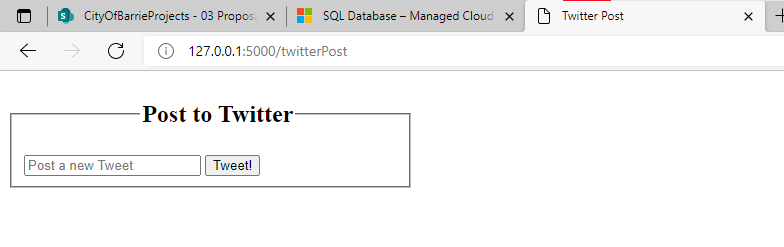 CityOfBarrieProjects - 03 Propos
SQL Database – Managed Cloud
Twitter Post
127.0.0.1:5000/twitterPost
Post to Twitter
Post a new Tweet
Tweet!